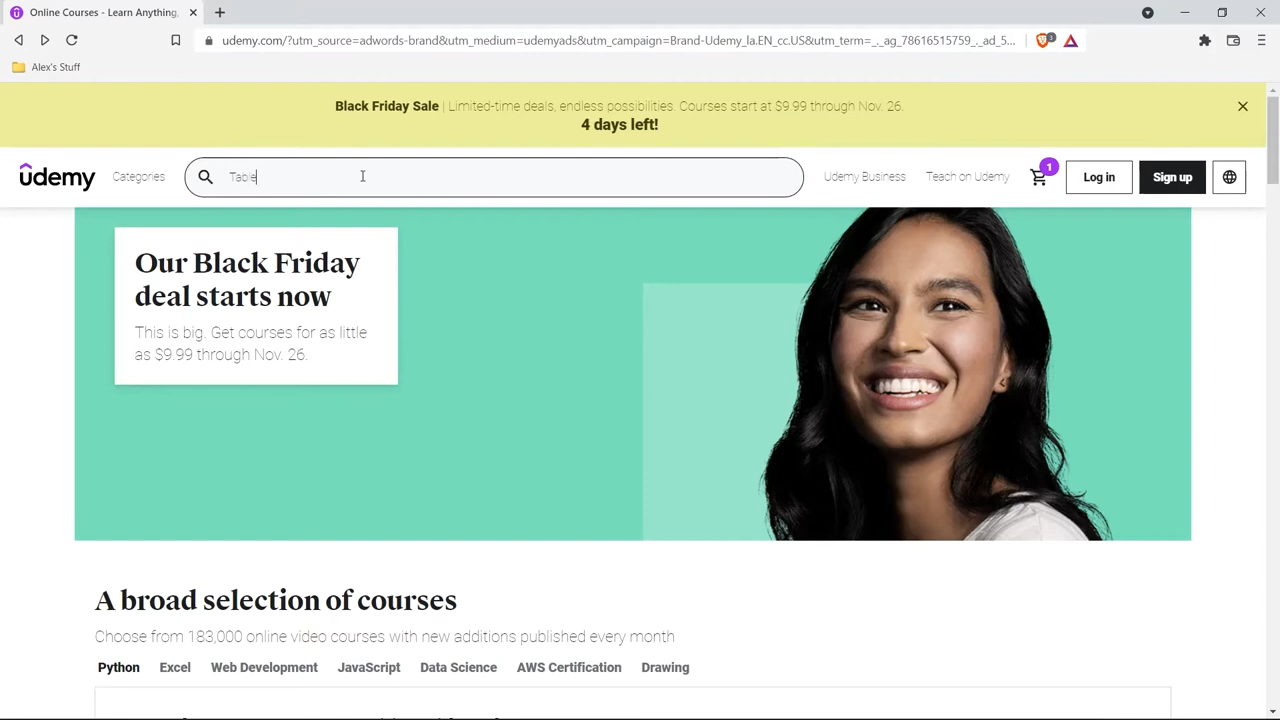 Online Courses - Learn Anything,
udemy.com/?utm_source=adwords-brand&utm_medium=udemyads&utm_campaign=Brand-Udemy_la.EN_cc.US&utm_term=_._ag_78616515759_._ad_5...
3
Alex's Stuff
Black Friday Sale | Limited-time deals, endless possibilities. Courses start at $9.99 through Nov. 26.
4 days left!
udemy
Categories
Table
Udemy Business
Teach on Udemy
1
Log in
Sign up
Our Black Friday
deal starts now
This is big. Get courses for as little
as $9.99 through Nov. 26.
A broad selection of courses
Choose from 183,000 online video courses with new additions published every month
Python Excel Web Development JavaScript Data Science AWS Certification Drawing